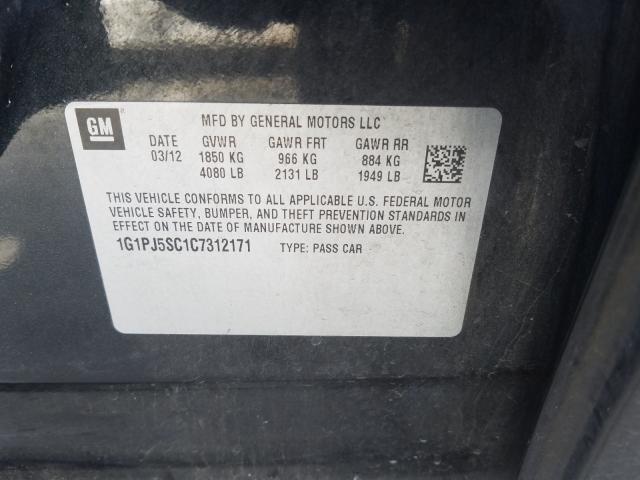 GM
MFD BY GENERAL MOTORS LLC
DATE GVWR GAWR FRT GAWR RR
03/12 1850 KG 966 KG 884 KG
4080 LB 2131 LB 1949 LB
THIS VEHICLE CONFORMS TO ALL APPLICABLE U.S. FEDERAL MOTOR
VEHICLE SAFETY, BUMPER, AND THEFT PREVENTION STANDARDS IN
EFFECT ON THE DATE OF MANUFACTURE SHOWN ABOVE.
1G1PJ5SC1C7312171 TYPE: PASS CAR